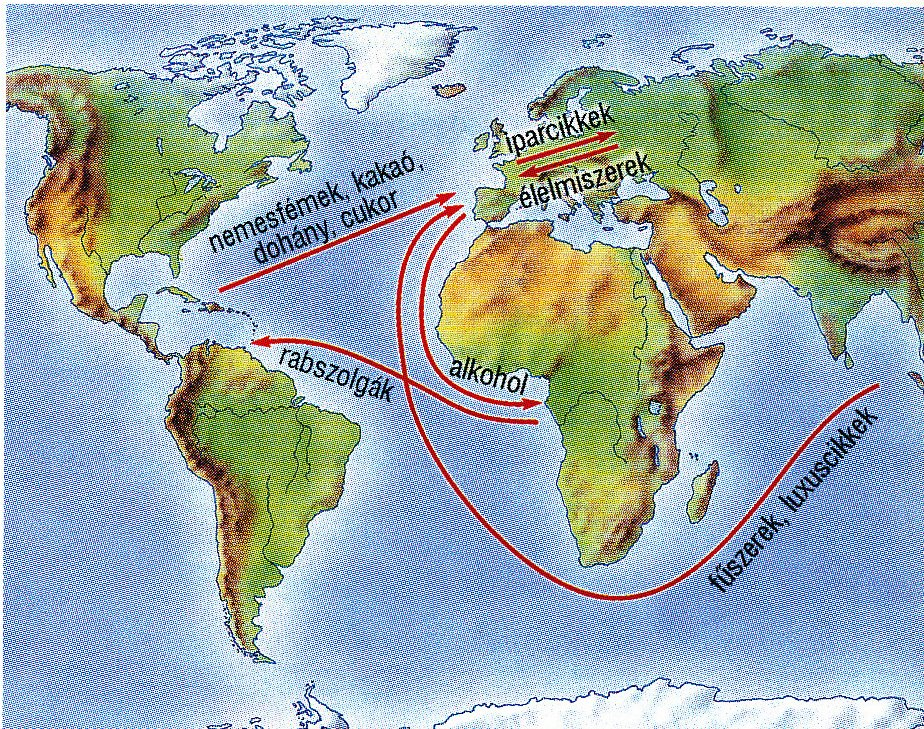 iparcikkek
élelmiszerek
nemesfémek, kakaó,
dohány, cukor
rabszolgák
alkohol
fűszerek, luxuscikkek